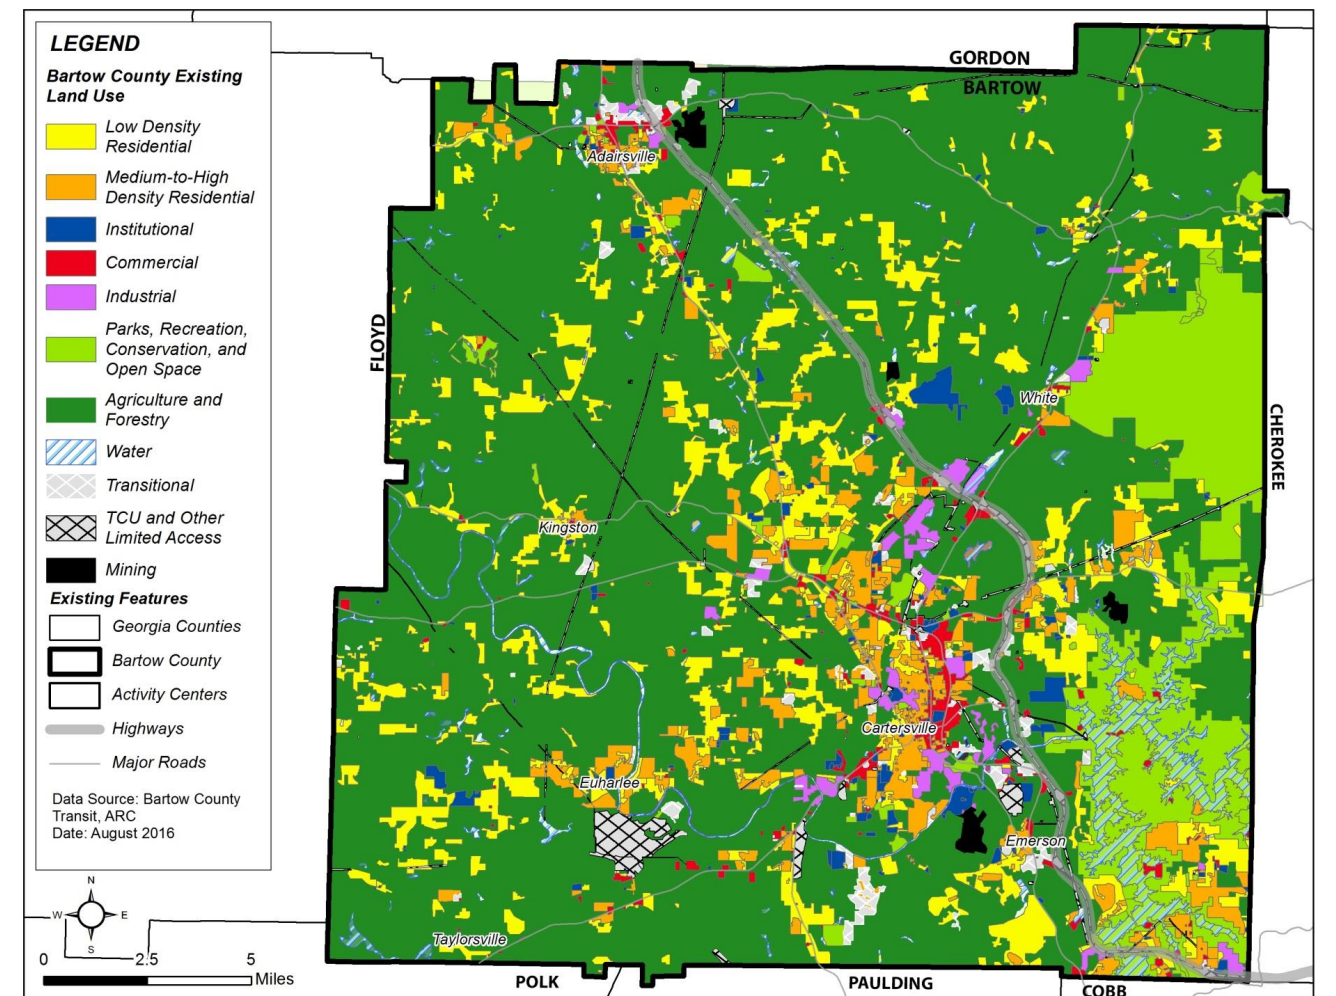 LEGEND
Bartow County Existing
Land Use
Low Density
Residential
Medium-to-High
Density Residential
Institutional
Commercial
Industrial
Parks, Recreation,
Conservation, and
Open Space
Agriculture and
Forestry
Water
Transitional
TCU and Other
Limited Access
Mining
Existing Features
Georgia Counties
Bartow County
Activity Centers
Highways
Major Roads
Data Source: Bartow County
Transit, ARC
Date: August 2016
N
W
E
S
0
2.5
5
Miles
GORDON
BARTOW
Adairsville
FLOYD
White
CHEROKEE
Kingston
Cartersville
Euharlee
Emerson
Taylorsville
POLK
PAULDING
COBB